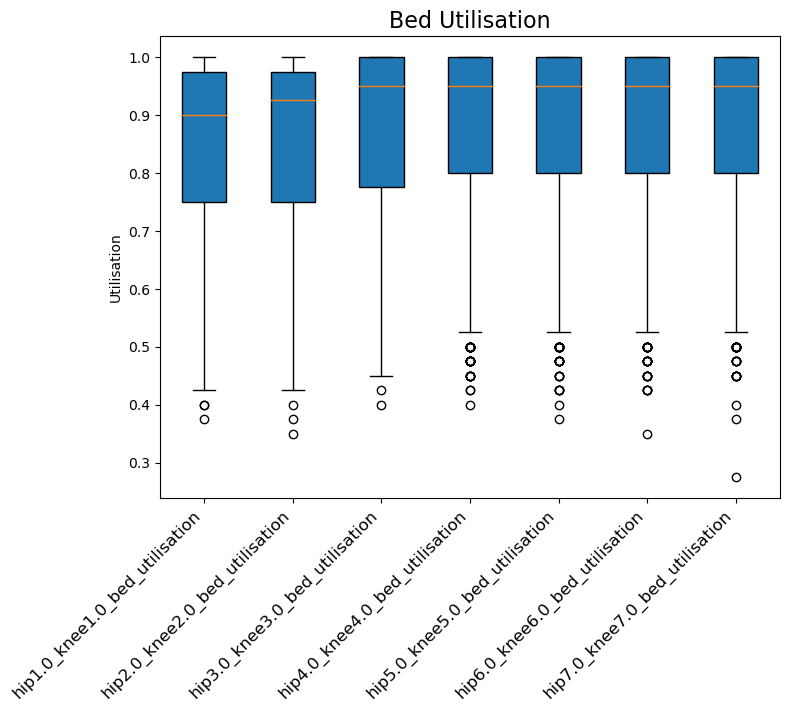 Bed Utilisation
Utilisation
1.0
0.9
0.8
0.7
0.6
0.5
0.4
0.3
hip1.0_knee1.0_bed_utilisation
hip2.0_knee2.0_bed_utilisation
hip3.0_knee3.0_bed_utilisation
hip4.0_knee4.0_bed_utilisation
hip5.0_knee5.0_bed_utilisation
hip6.0_knee6.0_bed_utilisation
hip7.0_knee7.0_bed_utilisation